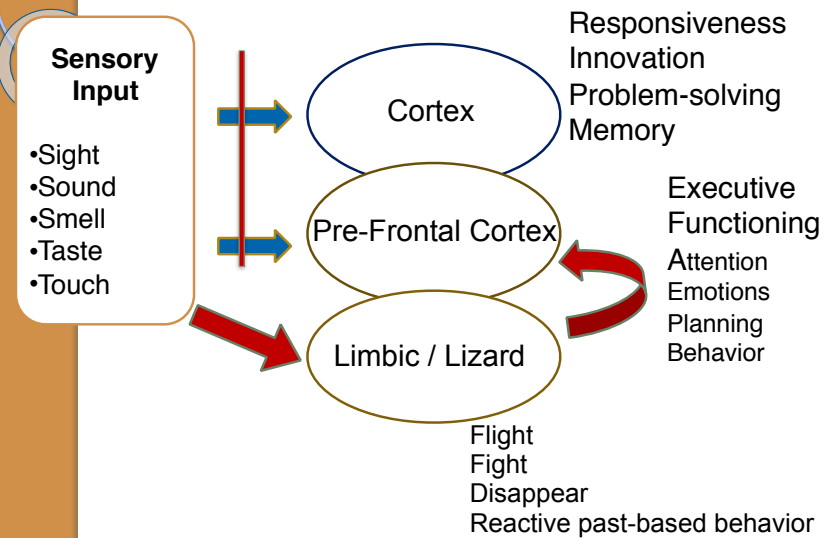 Sensory
Input
•Sight
•Sound
•Smell
•Taste
•Touch
Cortex
Responsiveness
Innovation
Problem-solving
Memory
Pre-Frontal Cortex
Executive
Functioning
Attention
Emotions
Planning
Behavior
Limbic / Lizard
Flight
Fight
Disappear
Reactive past-based behavior